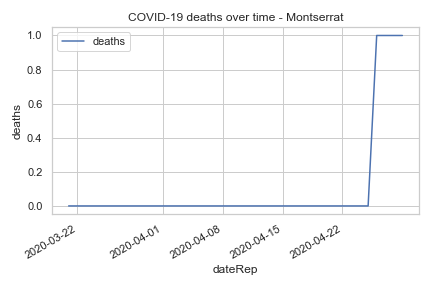 COVID-19 deaths over time - Montserrat
deaths
1.0
0.8
0.6
0.4
0.2
0.0
deaths
2020-03-22
2020-04-01
2020-04-08
2020-04-15
2020-04-22
dateRep